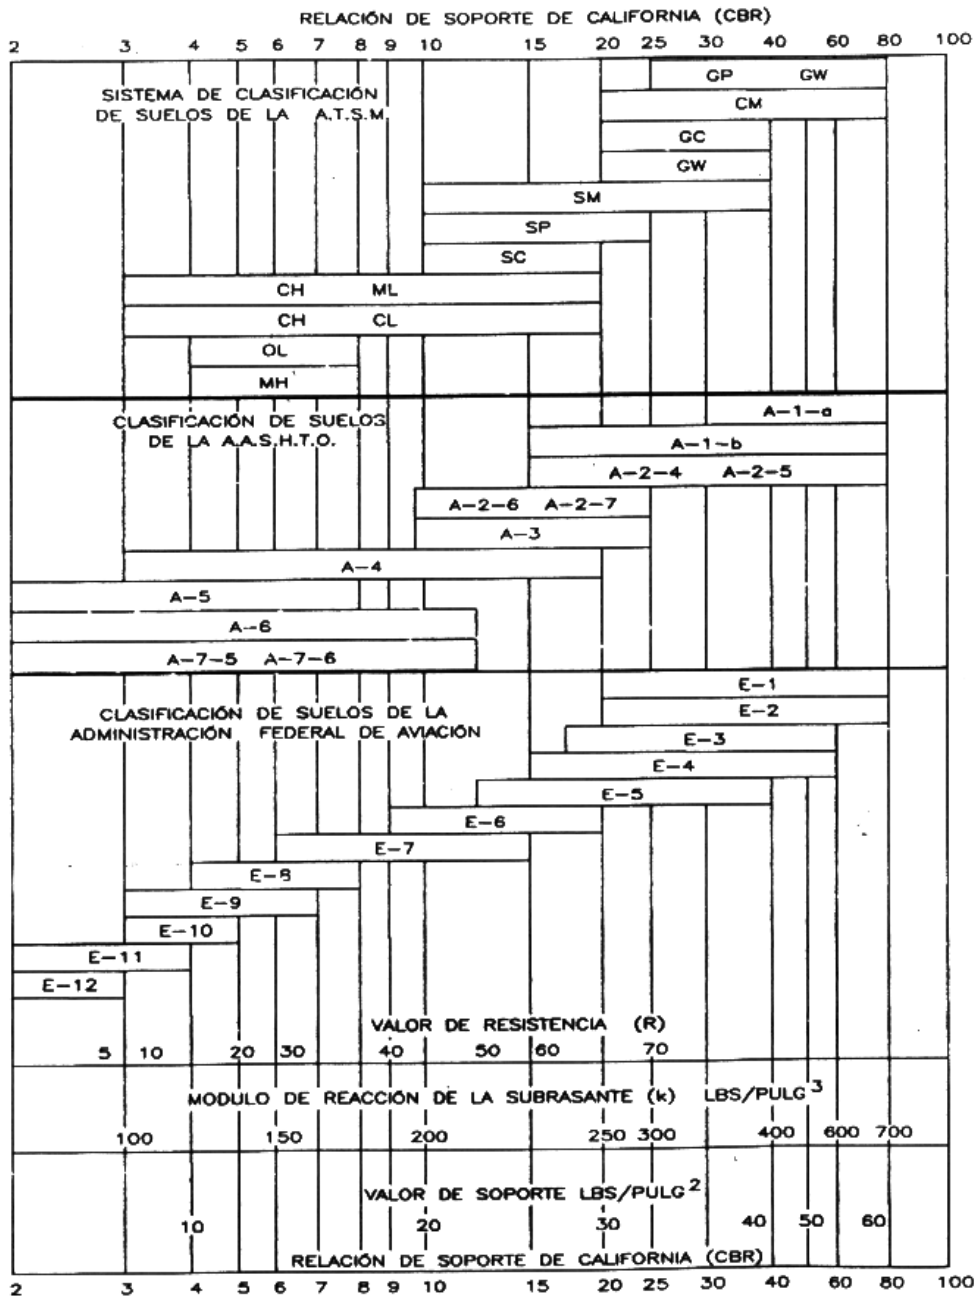 RELACIÓN DE SOPORTE DE CALIFORNIA (CBR)
2 3 4 5 6 7 8 9 10 15 20 25 30 40 50 60 80 100
GP GW
SISTEMA DE CLASIFICACIÓN
DE SUELOS DE LA A.T.S.M.
CM
GC
GW
SM
SP
SC
CH ML
CH CL
OL
MH
CLASIFICACIÓN DE SUELOS
DE LA A.A.S.H.T.O.
A-1-a
A-1-b
A-2-4 A-2-5
A-2-6 A-2-7
A-3
A-4
A-5
A-6
A-7-5 A-7-6
CLASIFICACIÓN DE SUELOS DE LA
ADMINISTRACIÓN FEDERAL DE AVIACIÓN
E-1
E-2
E-3
E-4
E-5
E-6
E-7
E-8
E-9
E-10
E-11
E-12
VALOR DE RESISTENCIA (R)
5 10 20 30 40 50 60 70
MODULO DE REACCIÓN DE LA SUBRASANTE (k) LBS/PULG3
100 150 200 250 300 400 500 600 700
VALOR DE SOPORTE LBS/PULG2
10 20 30 40 50 60
RELACIÓN DE SOPORTE DE CALIFORNIA (CBR)
2 3 4 5 6 7 8 9 10 15 20 25 30 40 50 60 80 100